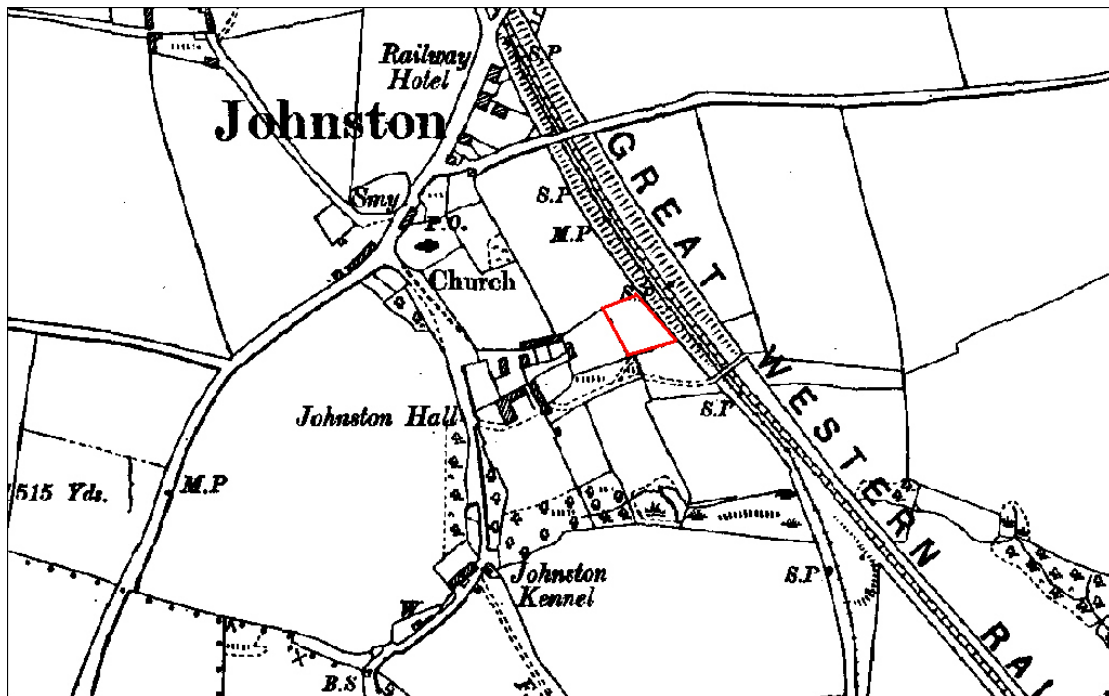 S.P
Railway
Hotel
Johnston
GREAT
Smy
S.P
P.O.
M.P
Church
S.P
WESTERN
Johnston Hall
S.P
M.P
515 Yds.
Johnston
Kennel
S.P
W
RAI
B.S
F